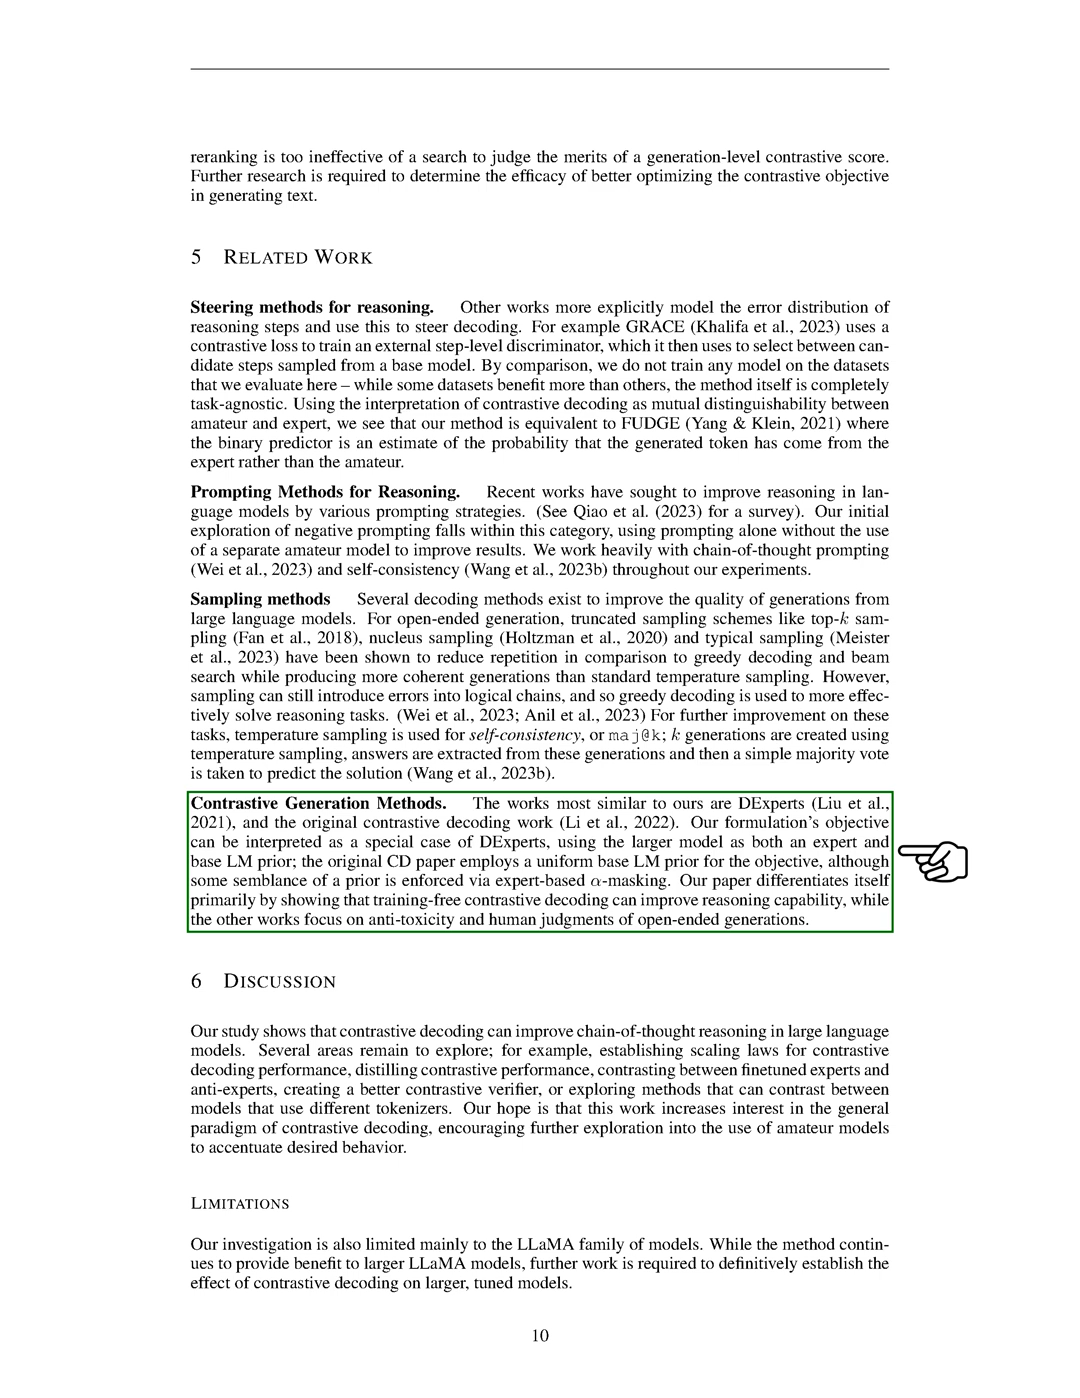 reranking is too ineffective of a search to judge the merits of a generation-level contrastive score.
Further research is required to determine the efficacy of better optimizing the contrastive objective
in generating text.
5 RELATED WORK
Steering methods for reasoning. Other works more explicitly model the error distribution of
reasoning steps and use this to steer decoding. For example GRACE (Khalifa et al., 2023) uses a
contrastive loss to train an external step-level discriminator, which it then uses to select between can-
didate steps sampled from a base model. By comparison, we do not train any model on the datasets
that we evaluate here – while some datasets benefit more than others, the method itself is completely
task-agnostic. Using the interpretation of contrastive decoding as mutual distinguishability between
amateur and expert, we see that our method is equivalent to FUDGE (Yang & Klein, 2021) where
the binary predictor is an estimate of the probability that the generated token has come from the
expert rather than the amateur.
Prompting Methods for Reasoning. Recent works have sought to improve reasoning in lan-
guage models by various prompting strategies. (See Qiao et al. (2023) for a survey). Our initial
exploration of negative prompting falls within this category, using prompting alone without the use
of a separate amateur model to improve results. We work heavily with chain-of-thought prompting
(Wei et al., 2023) and self-consistency (Wang et al., 2023b) throughout our experiments.
Sampling methods Several decoding methods exist to improve the quality of generations from
large language models. For open-ended generation, truncated sampling schemes like top-k sam-
pling (Fan et al., 2018), nucleus sampling (Holtzman et al., 2020) and typical sampling (Meister
et al., 2023) have been shown to reduce repetition in comparison to greedy decoding and beam
search while producing more coherent generations than standard temperature sampling. However,
sampling can still introduce errors into logical chains, and so greedy decoding is used to more effec-
tively solve reasoning tasks. (Wei et al., 2023; Anil et al., 2023) For further improvement on these
tasks, temperature sampling is used for self-consistency, or maj@k; k generations are created using
temperature sampling, answers are extracted from these generations and then a simple majority vote
is taken to predict the solution (Wang et al., 2023b).
Contrastive Generation Methods. The works most similar to ours are DExperts (Liu et al.,
2021), and the original contrastive decoding work (Li et al., 2022). Our formulation's objective
can be interpreted as a special case of DExperts, using the larger model as both an expert and
base LM prior; the original CD paper employs a uniform base LM prior for the objective, although
some semblance of a prior is enforced via expert-based α-masking. Our paper differentiates itself
primarily by showing that training-free contrastive decoding can improve reasoning capability, while
the other works focus on anti-toxicity and human judgments of open-ended generations.
6 DISCUSSION
Our study shows that contrastive decoding can improve chain-of-thought reasoning in large language
models. Several areas remain to explore; for example, establishing scaling laws for contrastive
decoding performance, distilling contrastive performance, contrasting between finetuned experts and
anti-experts, creating a better contrastive verifier, or exploring methods that can contrast between
models that use different tokenizers. Our hope is that this work increases interest in the general
paradigm of contrastive decoding, encouraging further exploration into the use of amateur models
to accentuate desired behavior.
LIMITATIONS
Our investigation is also limited mainly to the LLaMA family of models. While the method contin-
ues to provide benefit to larger LLaMA models, further work is required to definitively establish the
effect of contrastive decoding on larger, tuned models.
10